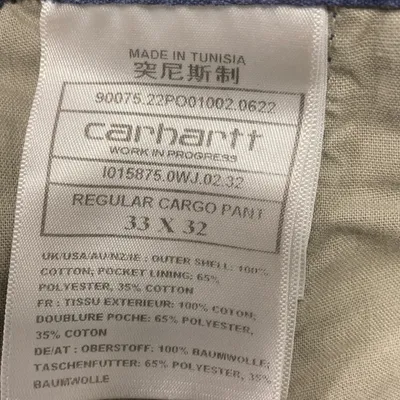 MADE IN TUNISIA
突尼斯制
90075.22PO01002.0622
carhartt
WORK IN PROGRESS
I015875.0WJ.02.32
REGULAR CARGO PANT
33 X 32
UK/USA/AU/NZ/IE : OUTER SHELL: 100%
COTTON; POCKET LINING: 65%
POLYESTER, 35% COTTON
FR : TISSU EXTERIEUR: 100% COTON;
DOUBLURE POCHE: 65% POLYESTER,
35% COTON
DE/AT : OBERSTOFF: 100% BAUMWOLLE;
TASCHENFUTTER: 65% POLYESTER, 35%
BAUMWOLLE